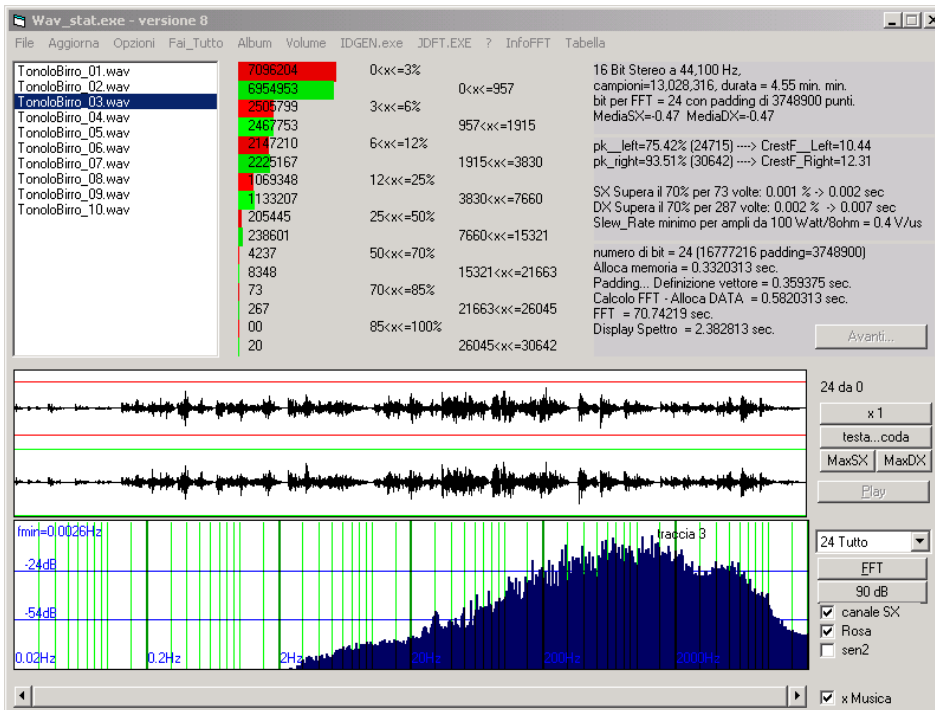 Wav_stat.exe - versione 8
File Aggiorna Opzioni Fai_Tutto Album Volume IDGEN.exe JDFT.EXE ? InfoFFT Tabella
TonoloBirro_01.wav
TonoloBirro_02.wav
TonoloBirro_03.wav
TonoloBirro_04.wav
TonoloBirro_05.wav
TonoloBirro_06.wav
TonoloBirro_07.wav
TonoloBirro_08.wav
TonoloBirro_09.wav
TonoloBirro_10.wav
7096204 0<x<=3%
6954953 0<x<=957
2505799 3<x<=6%
2467753 957<x<=1915
2147210 6<x<=12%
2225167 1915<x<=3830
1069348 12<x<=25%
1133207 3830<x<=7660
205445 25<x<=50%
238601 7660<x<=15321
4237 50<x<=70%
8348 15321<x<=21663
73 70<x<=85%
267 21663<x<=26045
00 85<x<=100%
20 26045<x<=30642
16 Bit Stereo a 44,100 Hz,
campioni=13,028,316, durata = 4.55 min. min.
bit per FFT = 24 con padding di 3748900 punti.
MediaSX=-0.47 MediaDX=-0.47
pk__left=75.42% (24715) ----> CrestF__Left=10.44
pk_right=93.51% (30642) ----> CrestF_Right=12.31
SX Supera il 70% per 73 volte: 0.001 % -> 0.002 sec
DX Supera il 70% per 287 volte: 0.002 % -> 0.007 sec
Slew_Rate minimo per ampli da 100 Watt/8ohm = 0.4 V/us
numero di bit = 24 (16777216 padding=3748900)
Alloca memoria = 0.3320313 sec.
Padding... Definizione vettore = 0.359375 sec.
Calcolo FFT - Alloca DATA = 0.5820313 sec.
FFT = 70.74219 sec.
Display Spettro = 2.382813 sec.
Avanti...
24 da 0
x 1
testa...coda
MaxSX MaxDX
Play
fmin=0,0026Hz
traccia 3
-24dB
-54dB
0.02Hz 0.2Hz 2Hz 20Hz 200Hz 2000Hz
24 Tutto
FFT
90 dB
canale SX
Rosa
sen2
x Musica